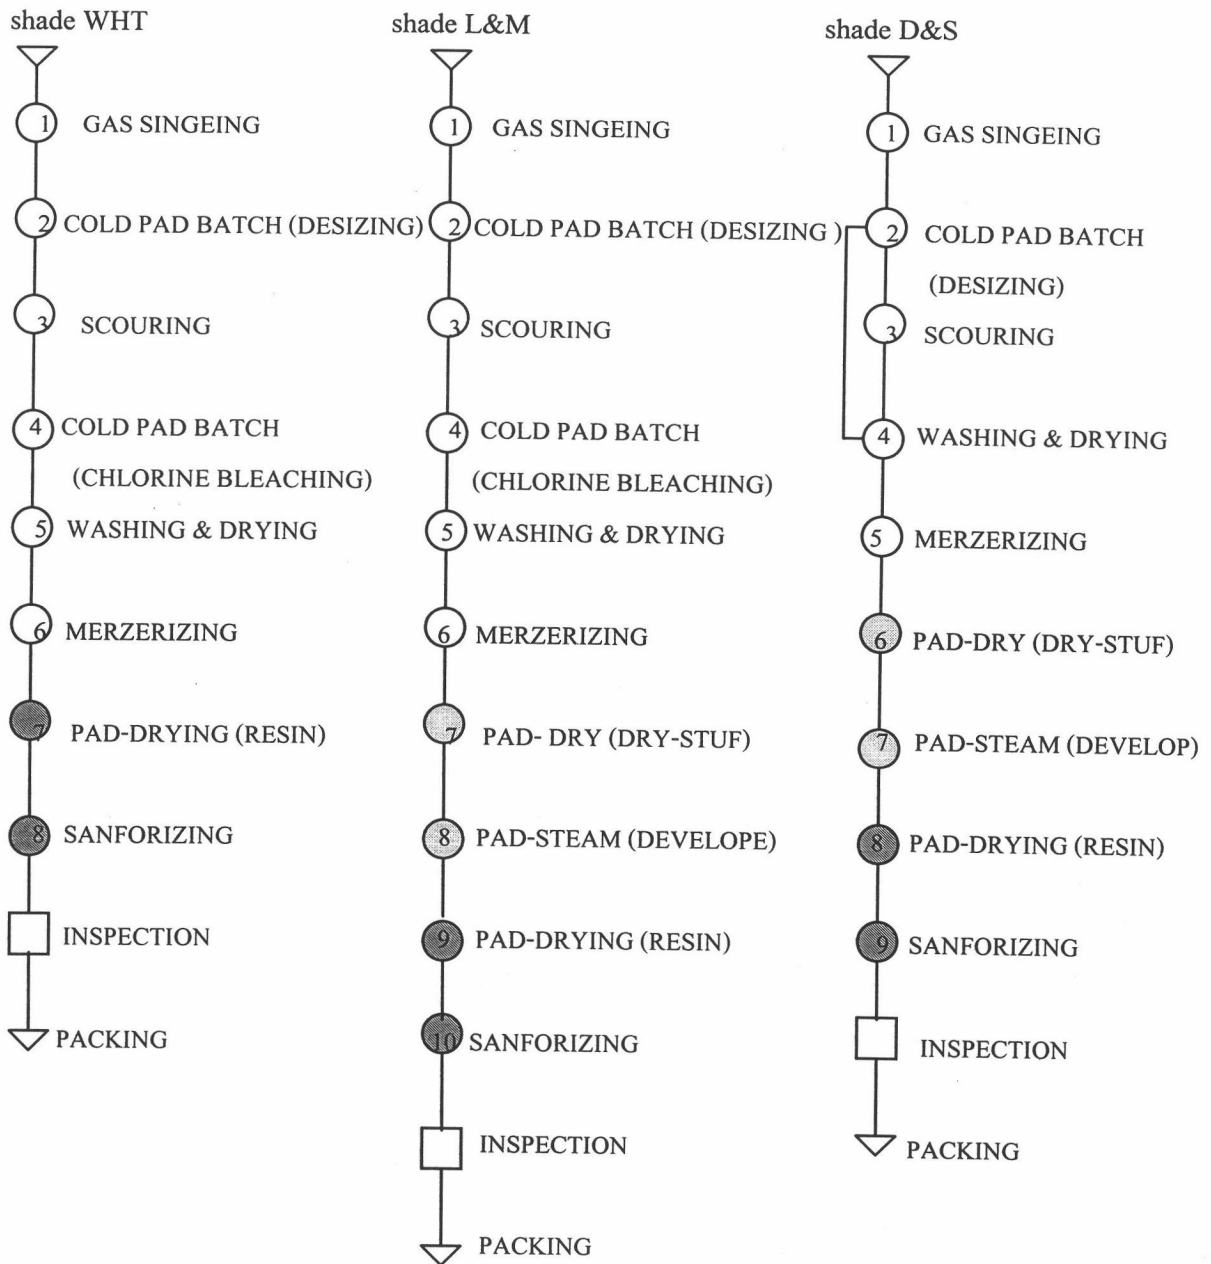 shade WHT
1 GAS SINGEING
2 COLD PAD BATCH (DESIZING)
3 SCOURING
4 COLD PAD BATCH
(CHLORINE BLEACHING)
5 WASHING & DRYING
6 MERZERIZING
7 PAD-DRYING (RESIN)
8 SANFORIZING
INSPECTION
PACKING
shade L&M
1 GAS SINGEING
2 COLD PAD BATCH (DESIZING )
3 SCOURING
4 COLD PAD BATCH
(CHLORINE BLEACHING)
5 WASHING & DRYING
6 MERZERIZING
7 PAD- DRY (DRY-STUF)
8 PAD-STEAM (DEVELOPE)
9 PAD-DRYING (RESIN)
10 SANFORIZING
INSPECTION
PACKING
shade D&S
1 GAS SINGEING
2 COLD PAD BATCH
(DESIZING)
3 SCOURING
4 WASHING & DRYING
5 MERZERIZING
6 PAD-DRY (DRY-STUF)
7 PAD-STEAM (DEVELOP)
8 PAD-DRYING (RESIN)
9 SANFORIZING
INSPECTION
PACKING